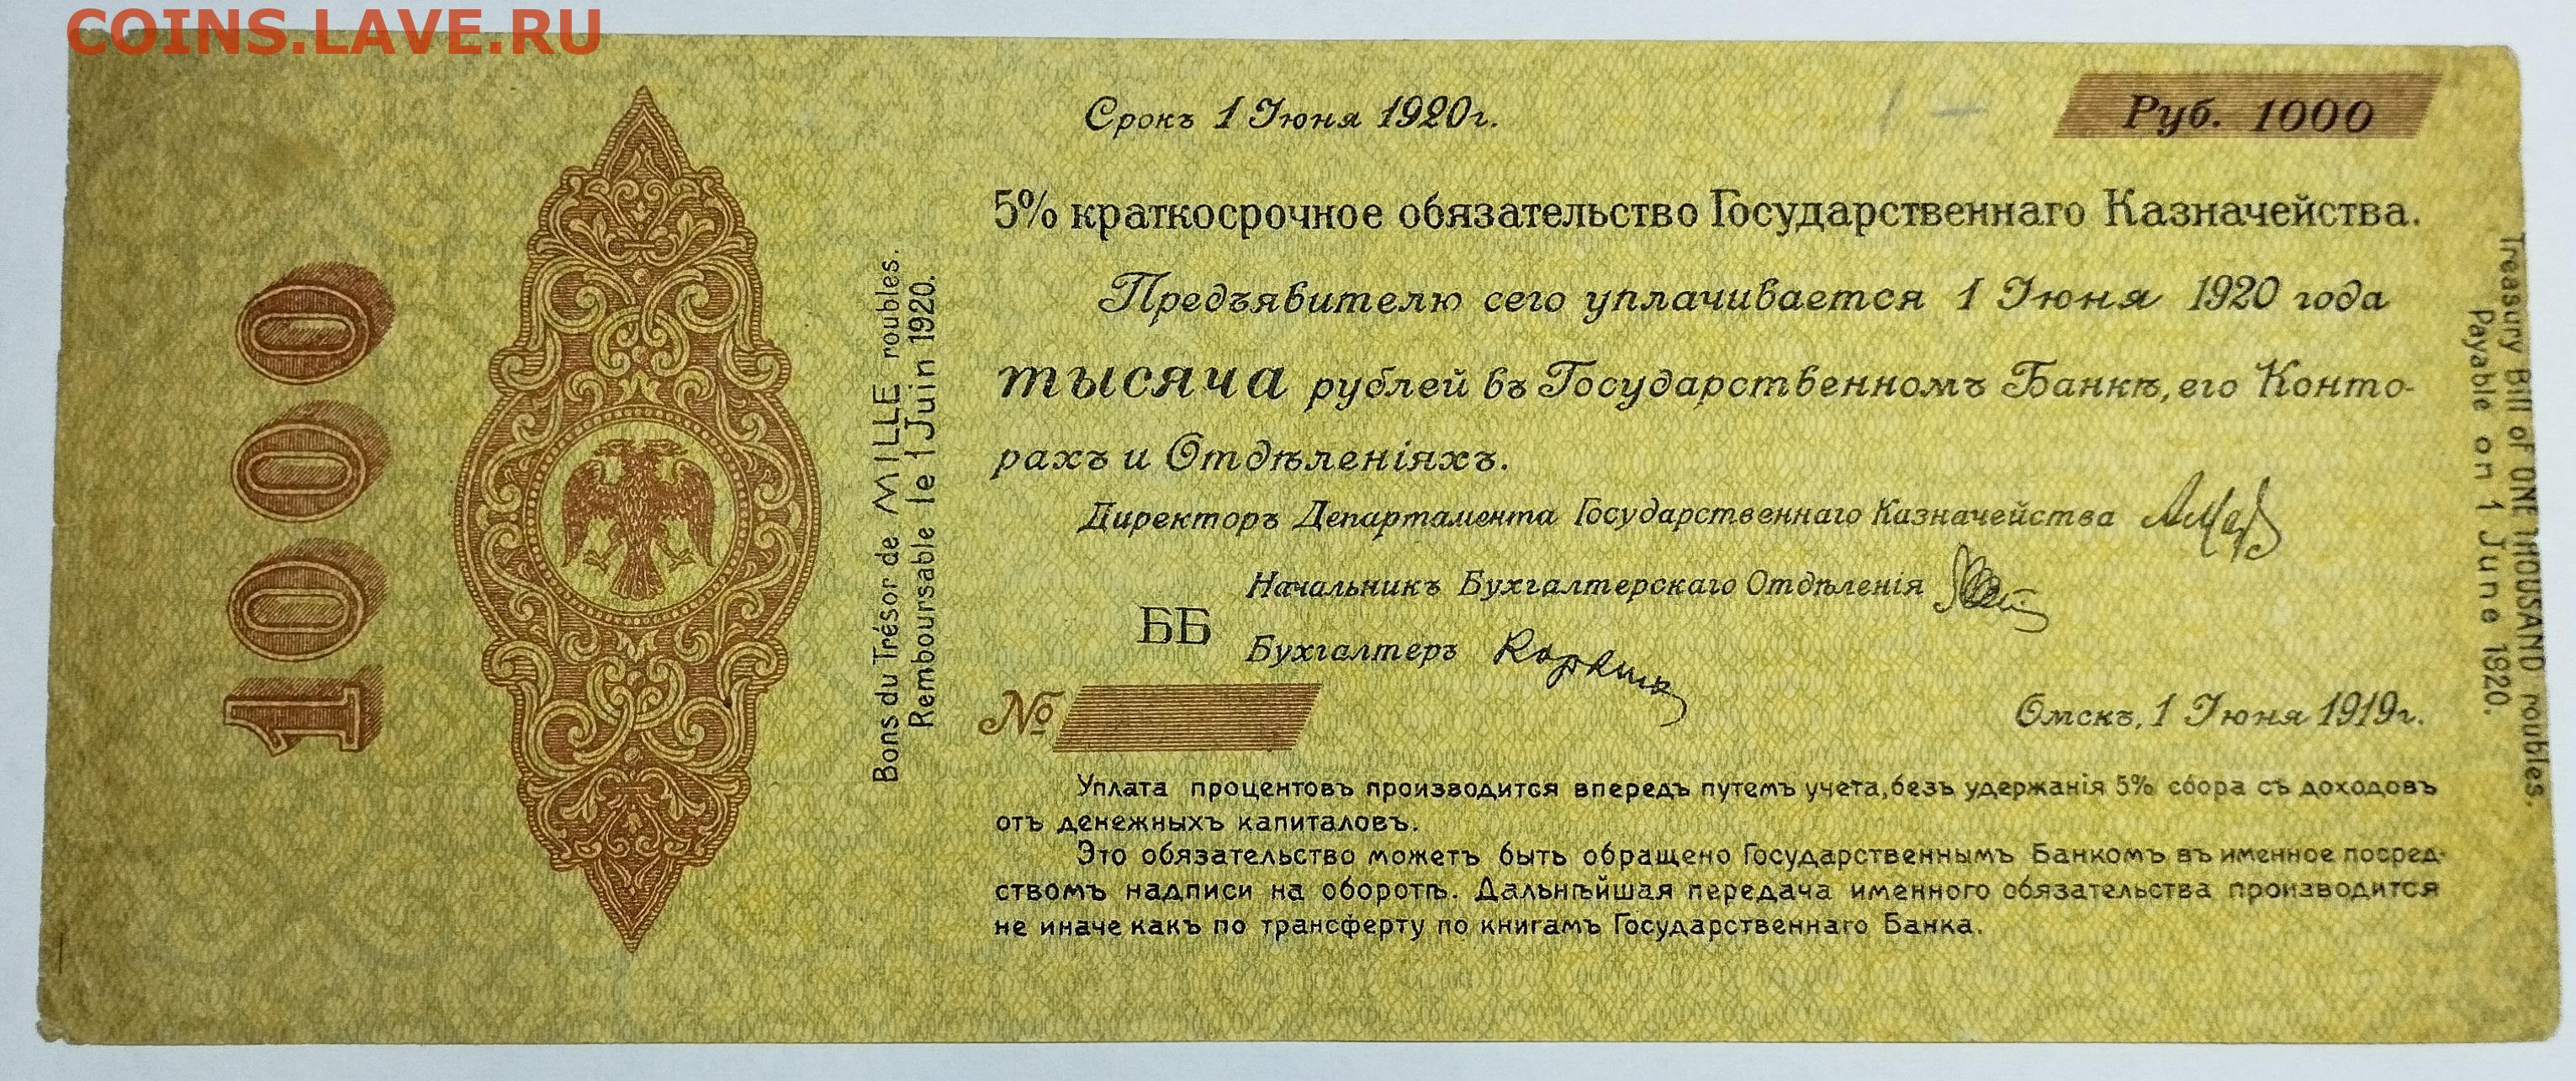 COINS.LAVE.RU
Срокъ 1 Іюня 1920г.
Руб. 1000
5% краткосрочное обязательство Государственнаго Казначейства.
Предъявителю сего уплачивается 1 Іюня 1920 года
тысяча рублей въ Государственномъ Банкѣ, его Конто-
рахъ и Отдѣленіяхъ.
Директоръ Департамента Государственнаго Казначейства
Начальникъ Бухгалтерскаго Отдѣленія
ББ
Бухгалтеръ
№
Омскъ, 1 Іюня 1919г.
Уплата процентовъ производится впередъ путемъ учета, безъ удержанія 5% сбора съ доходовъ
отъ денежныхъ капиталовъ.
Это обязательство можетъ быть обращено Государственнымъ Банкомъ въ именное посред-
ствомъ надписи на оборотѣ. Дальнѣйшая передача именного обязательства производится
не иначе какъ по трансферту по книгамъ Государственнаго Банка.
1000
Bons du Trésor de MILLE roubles.
Remboursable le 1 Juin 1920.
Treasury Bill of ONE THOUSAND roubles.
Payable on 1 June 1920.